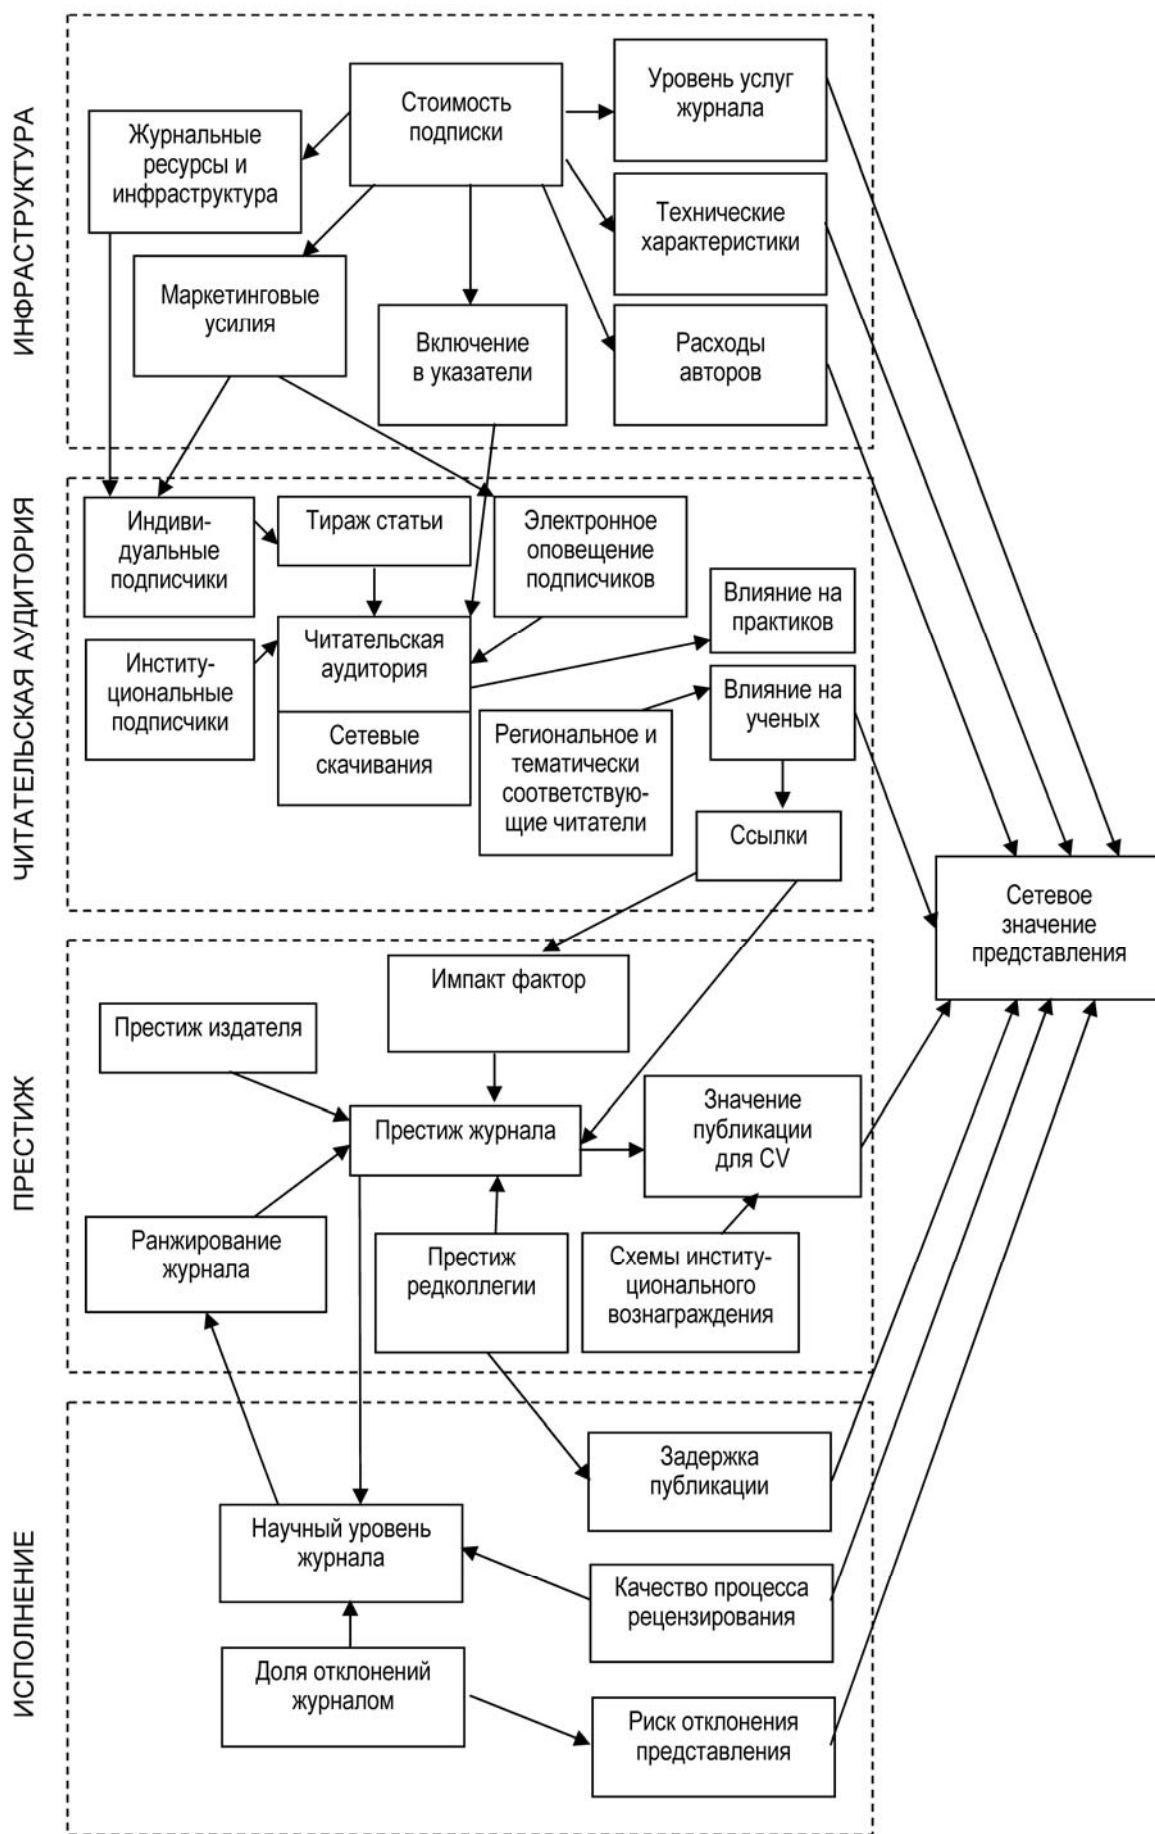 ИНФРАСТРУКТУРА
Стоимость
подписки
Уровень услуг
журнала
Журнальные
ресурсы и
инфраструктура
Технические
характеристики
Маркетинговые
усилия
Включение
в указатели
Расходы
авторов
ЧИТАТЕЛЬСКАЯ АУДИТОРИЯ
Индиви-
дуальные
подписчики
Тираж статьи
Электронное
оповещение
подписчиков
Влияние на
практиков
Институ-
циональные
подписчики
Читательская
аудитория
Сетевые
скачивания
Региональное и
тематически
соответствую-
щие читатели
Влияние на
ученых
Ссылки
Сетевое
значение
представления
ПРЕСТИЖ
Импакт фактор
Престиж издателя
Престиж журнала
Значение
публикации
для CV
Ранжирование
журнала
Престиж
редколлегии
Схемы институ-
ционального
вознаграждения
ИСПОЛНЕНИЕ
Задержка
публикации
Научный уровень
журнала
Качество процесса
рецензирования
Доля отклонений
журналом
Риск отклонения
представления